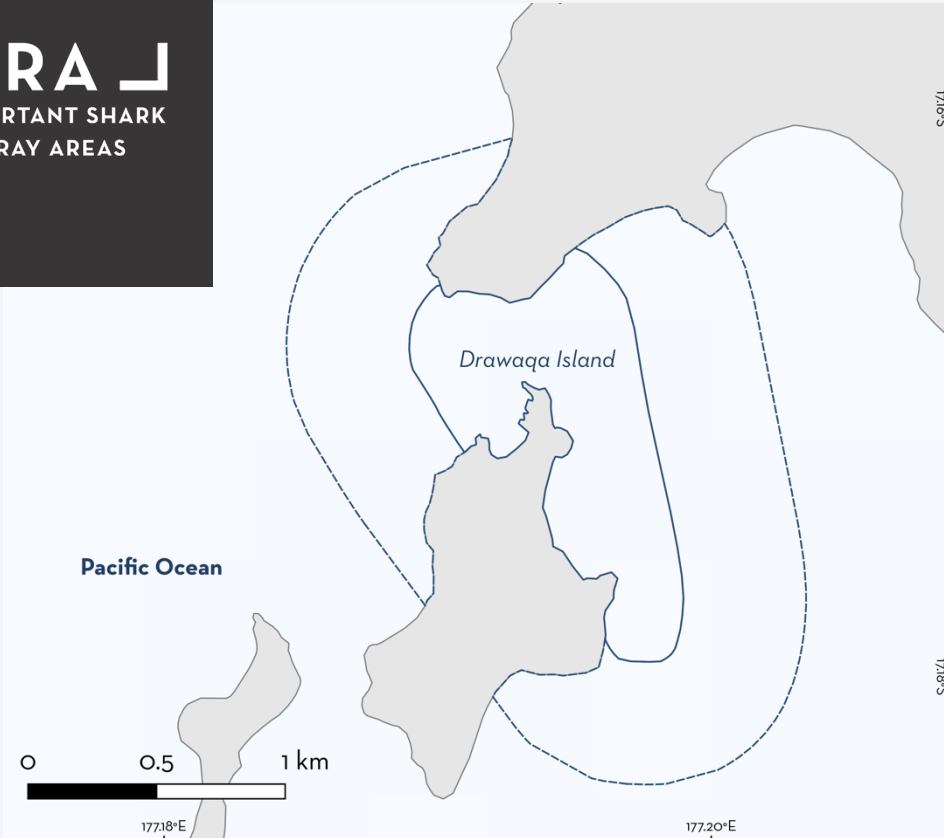 RA
RTANT SHARK
RAY AREAS
17.16°S
Drawaqa Island
Pacific Ocean
17.18°S
0 0.5 1 km
177.18°E 177.20°E